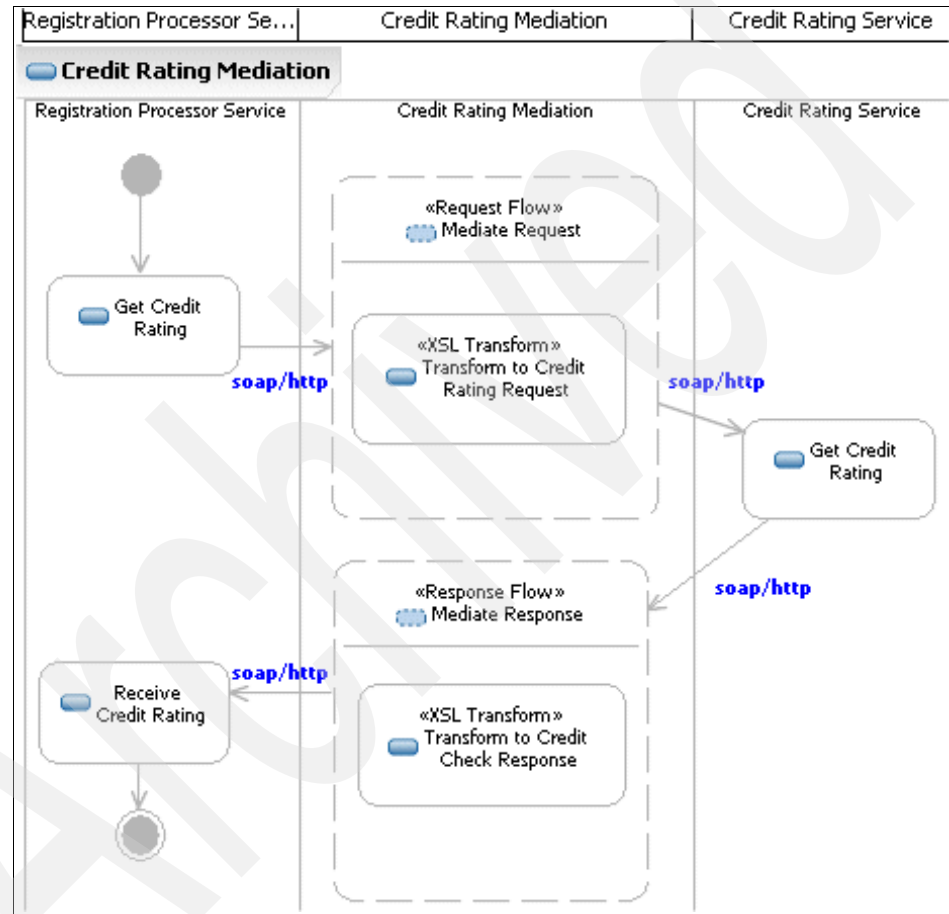 Registration Processor Se...
Credit Rating Mediation
Credit Rating Service
Credit Rating Mediation
Registration Processor Service
Credit Rating Mediation
Credit Rating Service
«Request Flow»
Mediate Request
Get Credit
Rating
«XSL Transform»
Transform to Credit
Rating Request
soap/http
soap/http
Get Credit
Rating
soap/http
«Response Flow»
Mediate Response
soap/http
Receive
Credit Rating
«XSL Transform»
Transform to Credit
Check Response
Archived